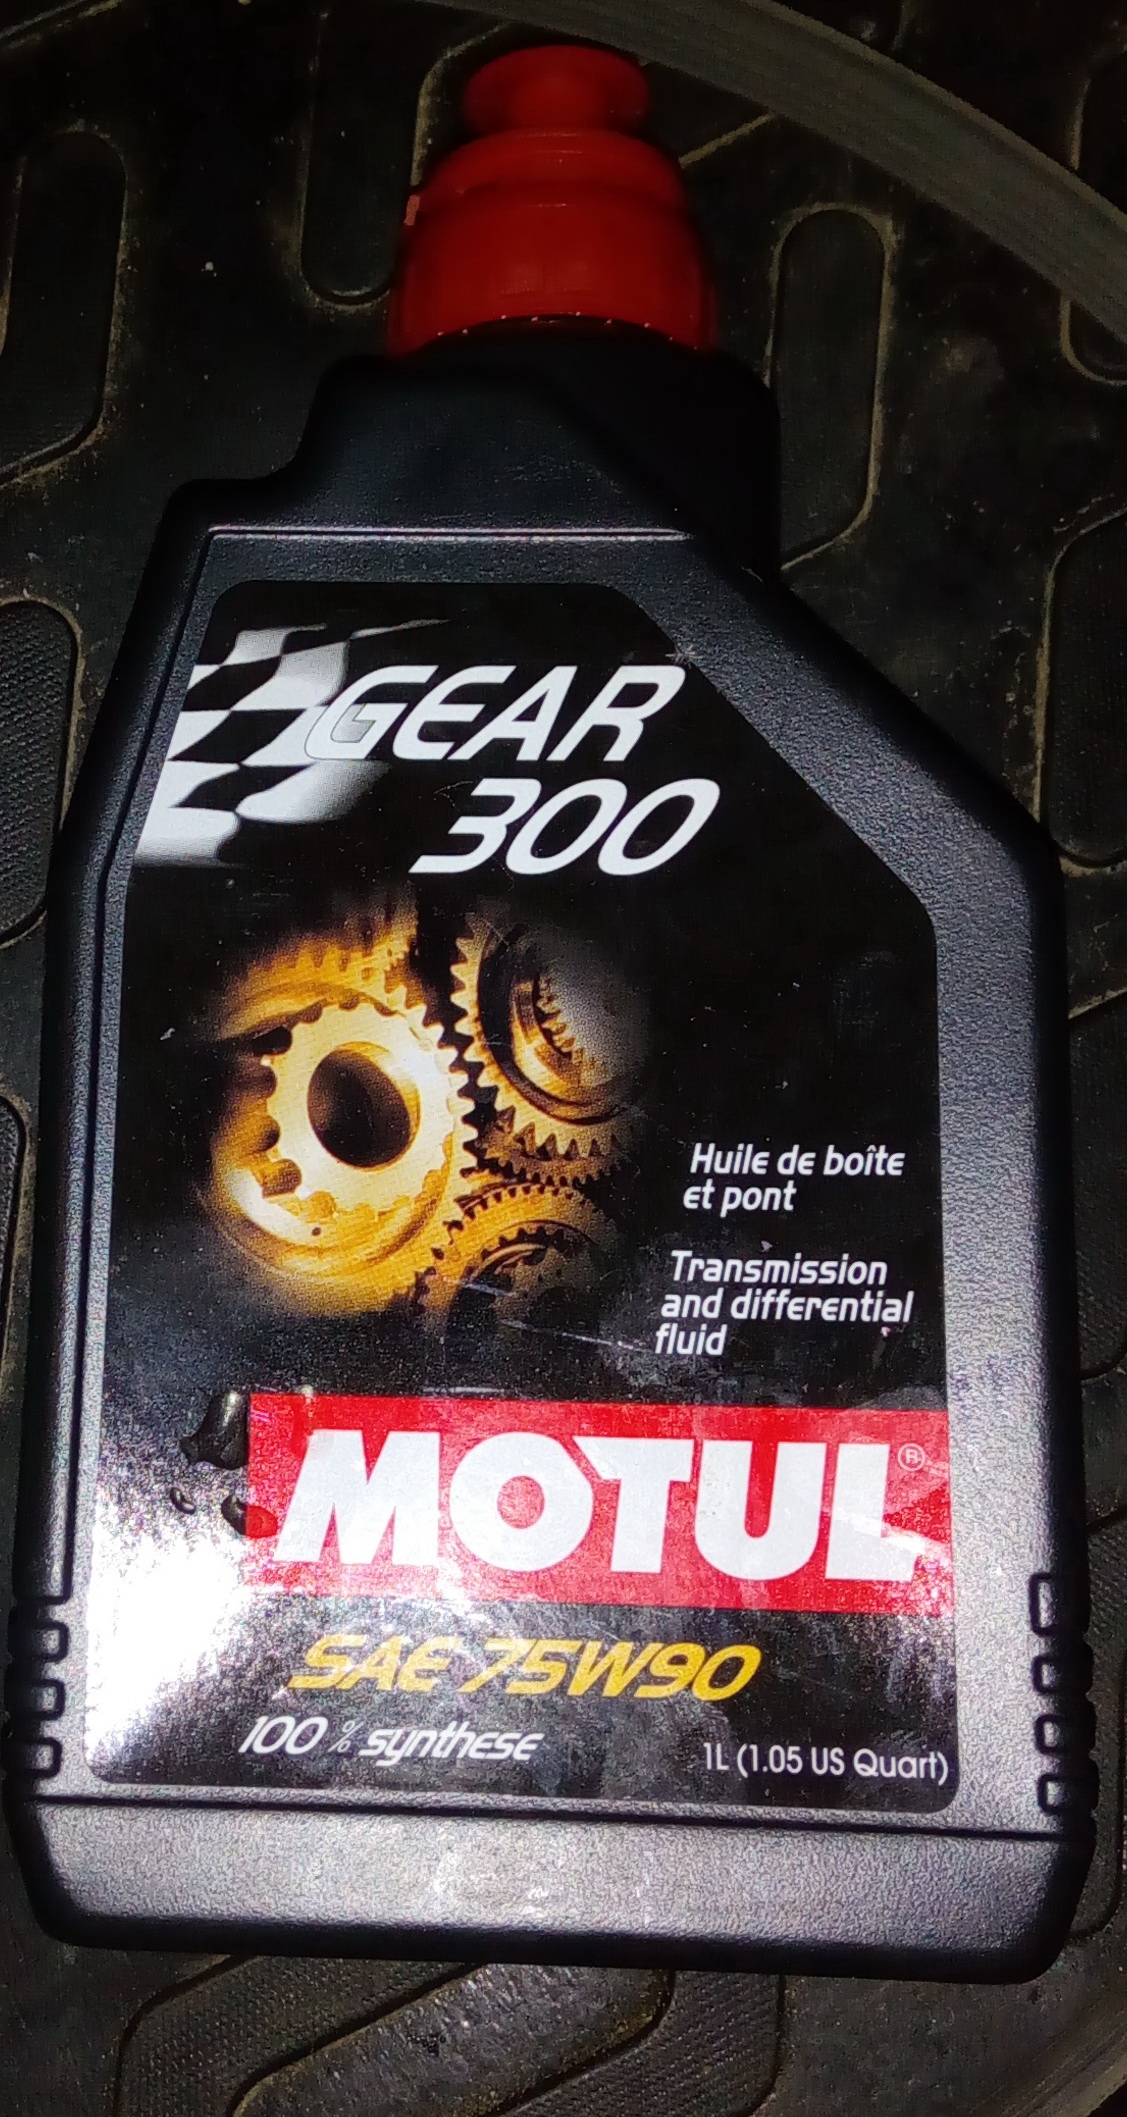 GEAR
300
Huile de boîte
et pont
Transmission
and differential
fluid
MOTUL®
SAE 75W90
100 % synthese
1L (1.05 US Quart)